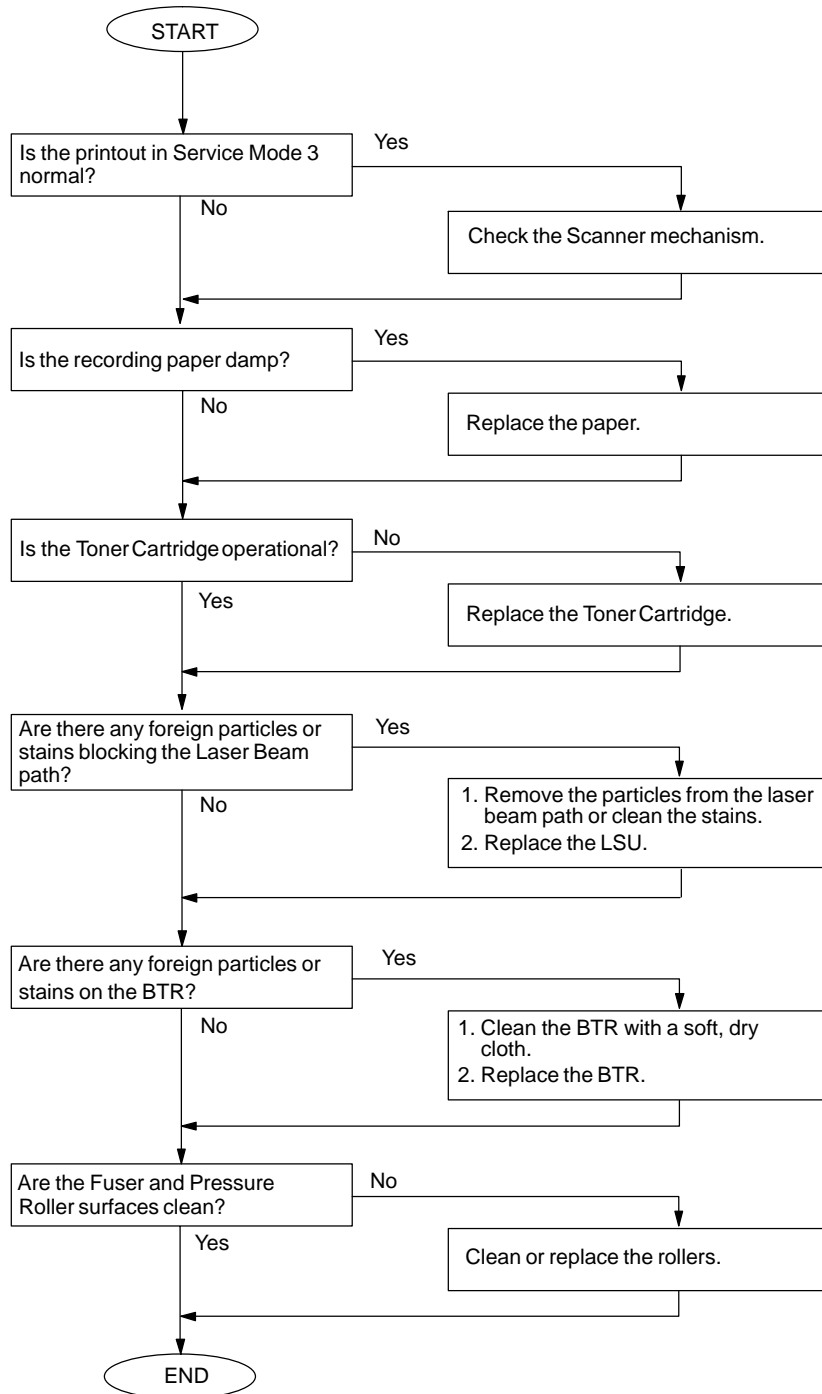 START
Is the printout in Service Mode 3
normal?
Yes
No
Check the Scanner mechanism.
Is the recording paper damp?
Yes
No
Replace the paper.
Is the Toner Cartridge operational?
No
Yes
Replace the Toner Cartridge.
Are there any foreign particles or
stains blocking the Laser Beam
path?
Yes
No
1. Remove the particles from the laser
beam path or clean the stains.
2. Replace the LSU.
Are there any foreign particles or
stains on the BTR?
Yes
No
1. Clean the BTR with a soft, dry
cloth.
2. Replace the BTR.
Are the Fuser and Pressure
Roller surfaces clean?
No
Yes
Clean or replace the rollers.
END